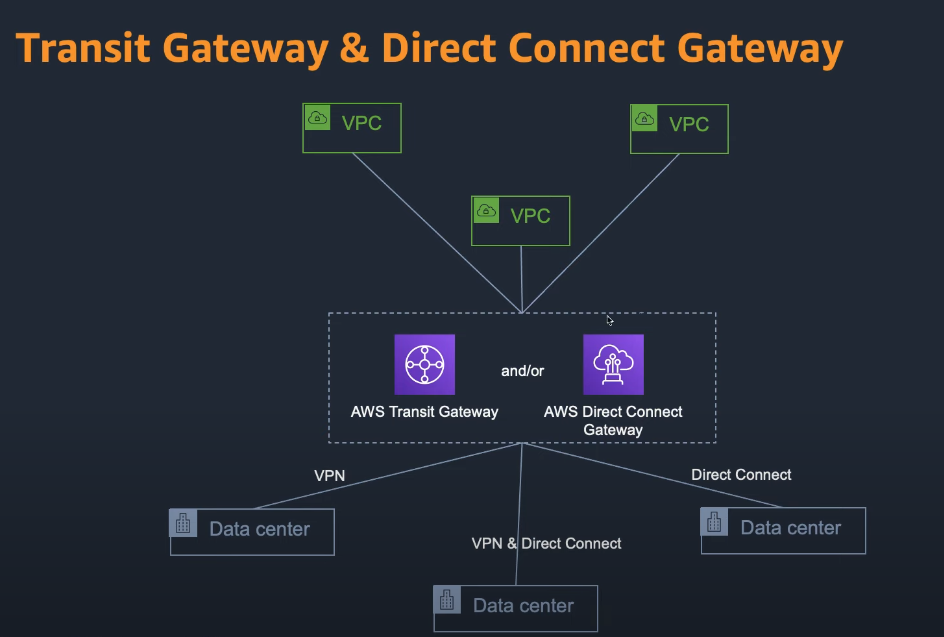 Transit Gateway & Direct Connect Gateway
VPC
VPC
VPC
and/or
AWS Transit Gateway
AWS Direct Connect
Gateway
VPN
Direct Connect
Data center
Data center
VPN & Direct Connect
Data center